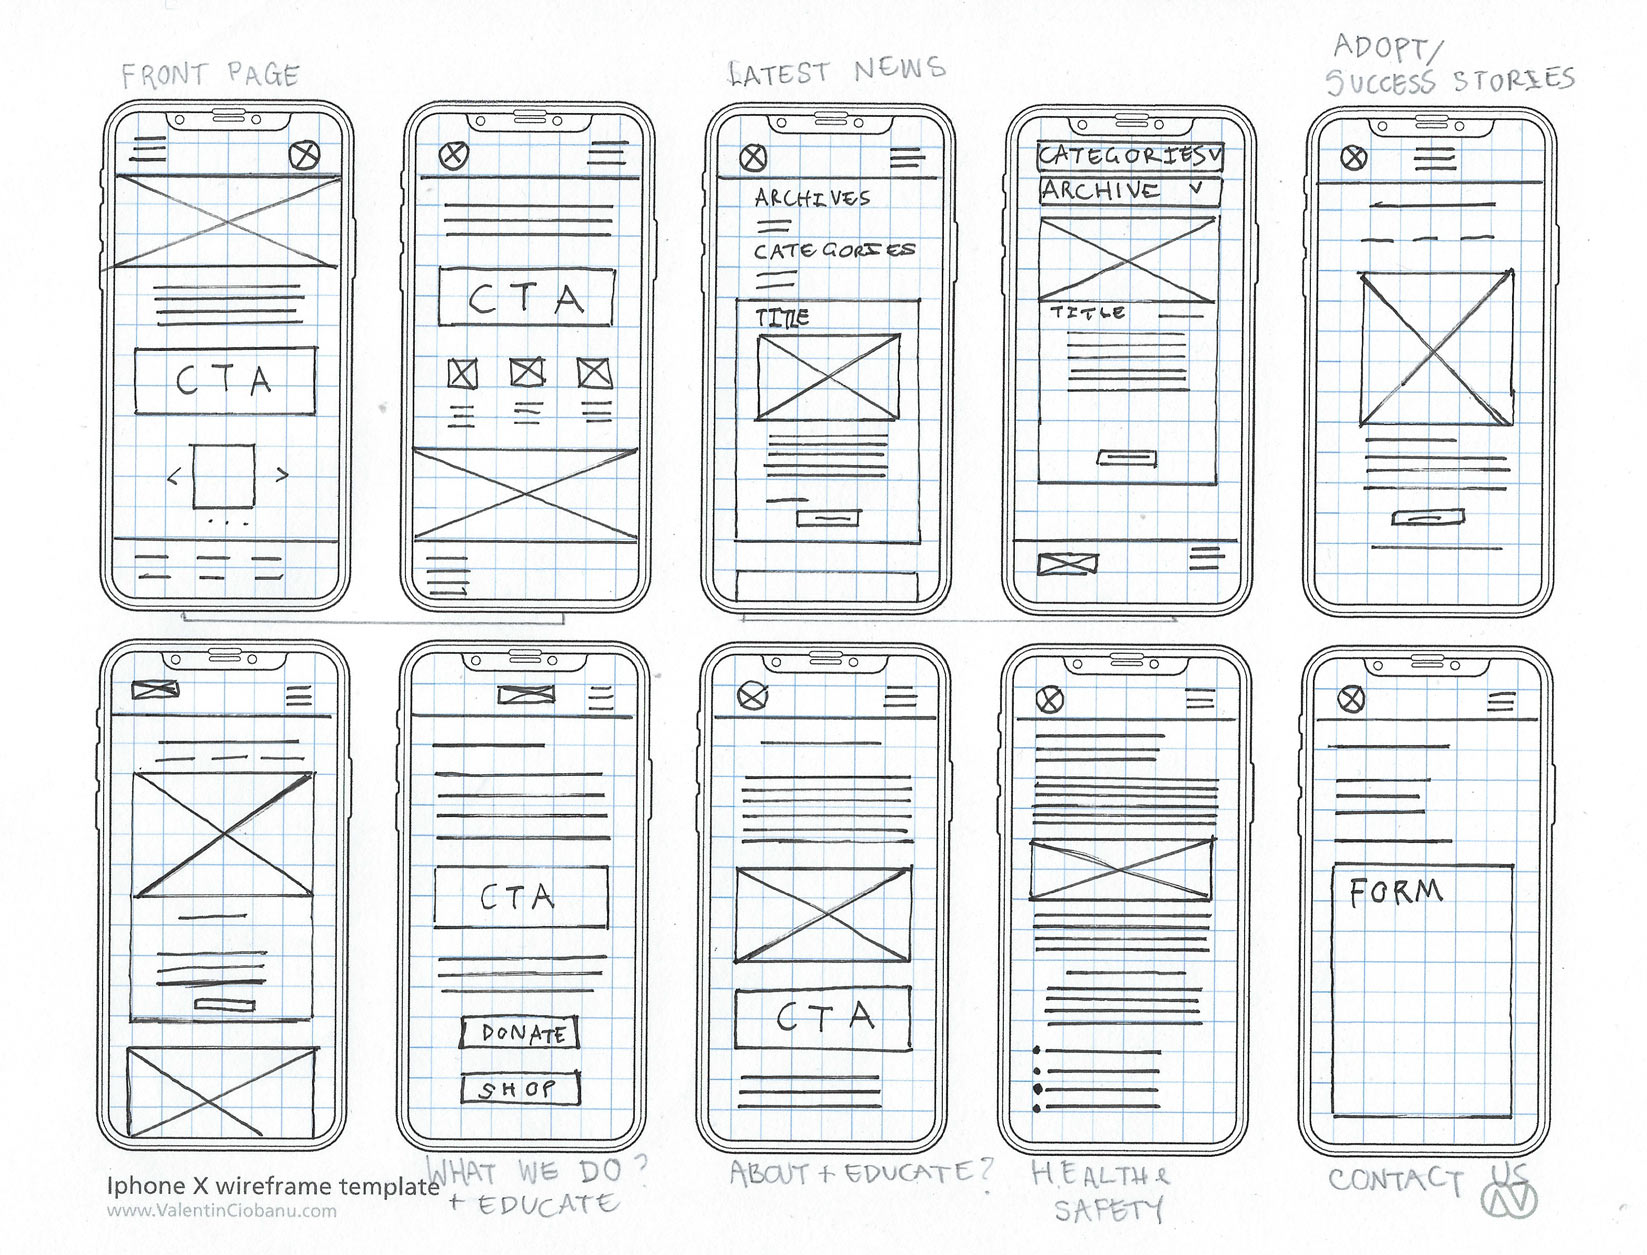 FRONT PAGE
LATEST NEWS
ADOPT/
SUCCESS STORIES
CTA
CTA
ARCHIVES
CATEGORIES
TITLE
CATEGORIES
ARCHIVE
TITLE
CTA
DONATE
SHOP
CTA
FORM
WHAT WE DO?
+ EDUCATE
ABOUT + EDUCATE?
HEALTH &
SAFETY
CONTACT US
Iphone X wireframe template
www.ValentinCiobanu.com